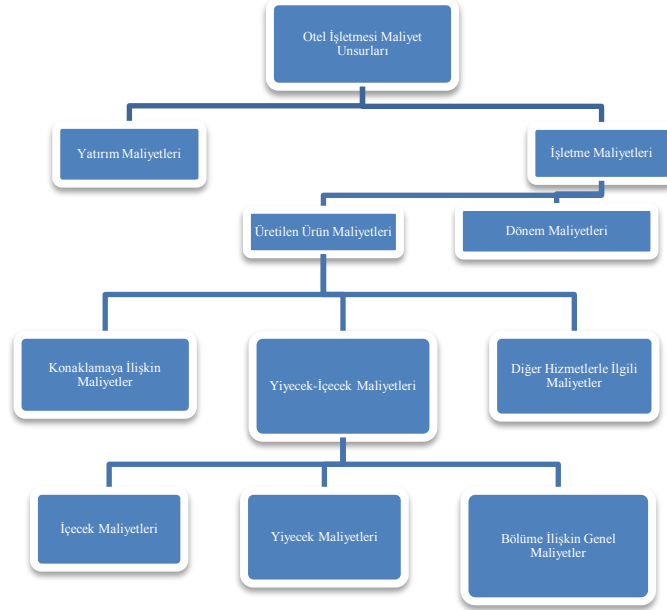 Otel İşletmesi Maliyet
Unsurları
Yatırım Maliyetleri
İşletme Maliyetleri
Üretilen Ürün Maliyetleri
Dönem Maliyetleri
Konaklamaya İlişkin
Maliyetler
Yiyecek-İçecek Maliyetleri
Diğer Hizmetlerle İlgili
Maliyetler
İçecek Maliyetleri
Yiyecek Maliyetleri
Bölüme İlişkin Genel
Maliyetler